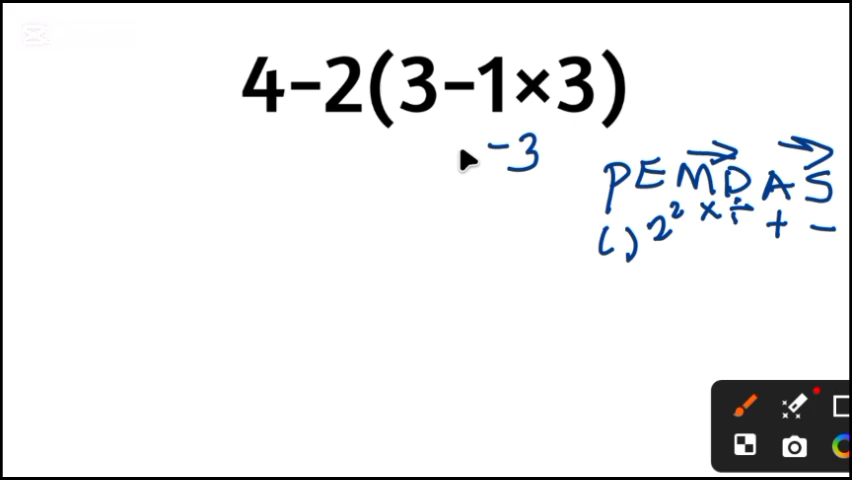 4−2(3−1×3)
−3
PEMDAS
( ) 2² × ÷ + −